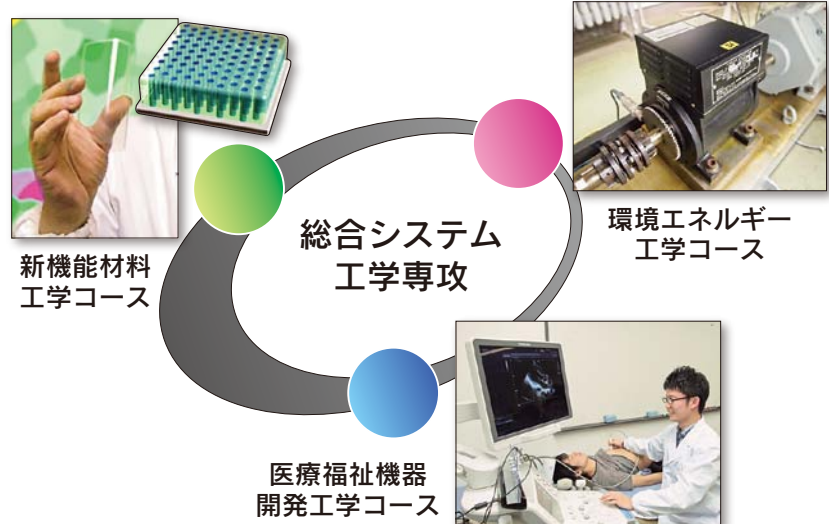 総合システム
工学専攻
新機能材料
工学コース
環境エネルギー
工学コース
医療福祉機器
開発工学コース